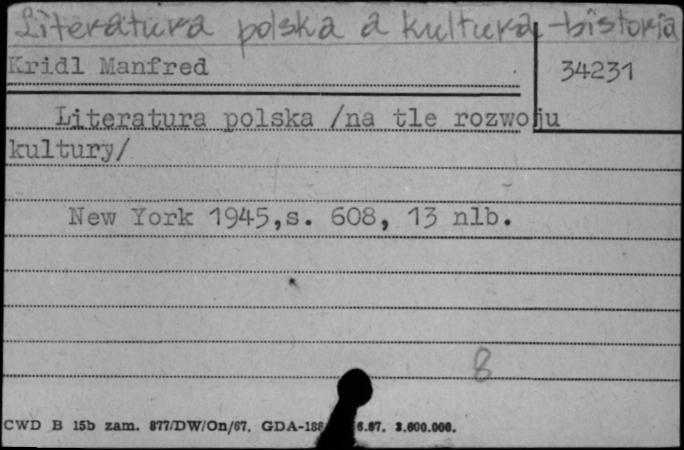 Literatura polska a kultura - historia
Kridl Manfred
34231
Literatura polska /na tle rozwoju
kultury/
New York 1945,s. 608, 13 nlb.
8
CWD B 15b zam. 877/DW/On/67. GDA-188 6.67. 3.600.000.